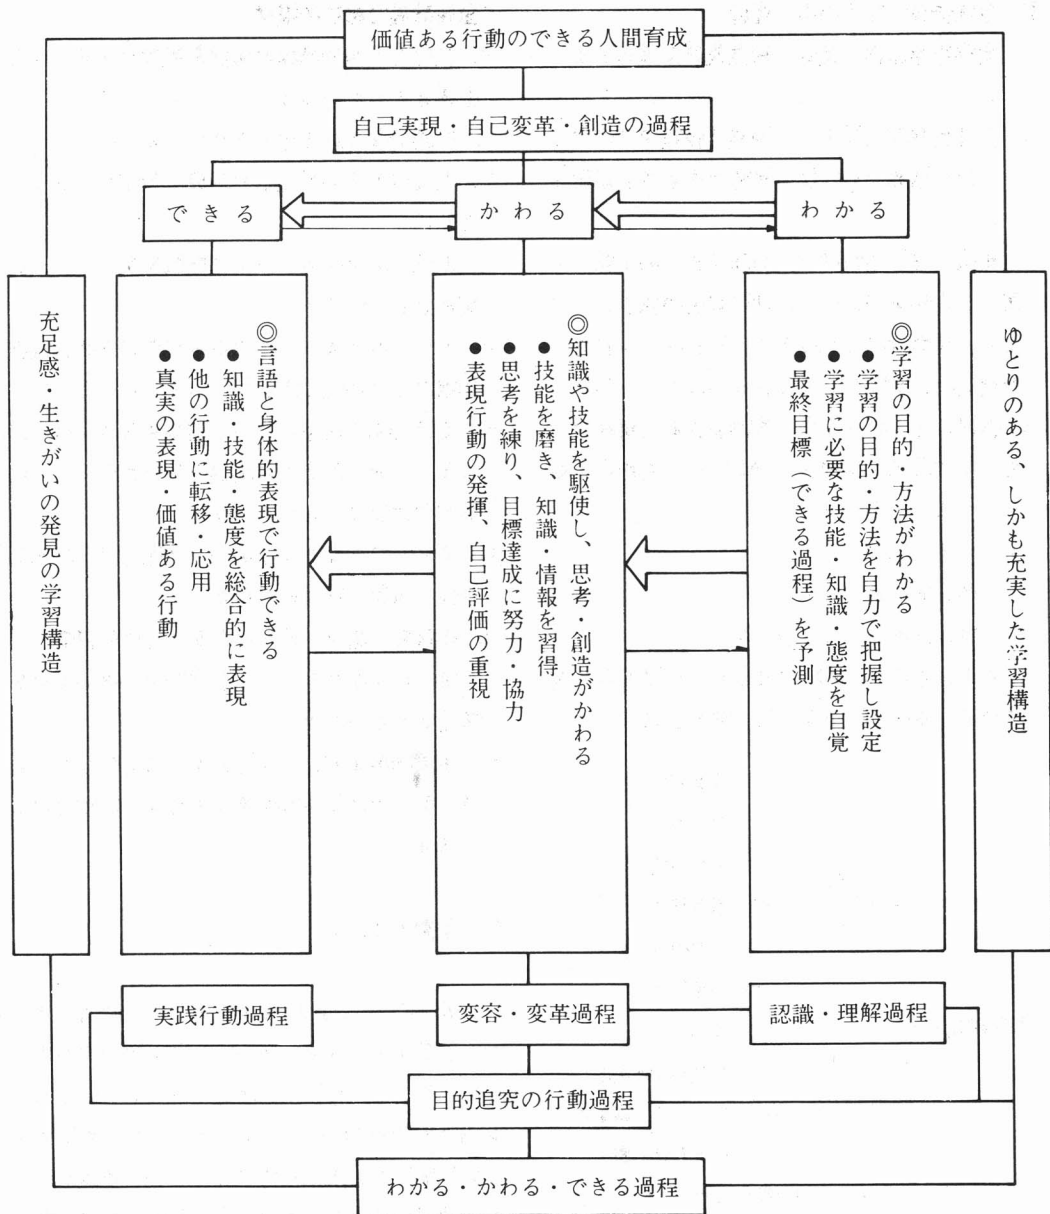 価値ある行動のできる人間育成
自己実現・自己変革・創造の過程
わかる
かわる
できる
ゆとりのある、しかも充実した学習構造
◎学習の目的・方法がわかる
●学習の目的・方法を自力で把握し設定
●学習に必要な技能・知識・態度を自覚
●最終目標（できる過程）を予測
◎知識や技能を駆使し、思考・創造がかわる
●技能を磨き、知識・情報を習得
●思考を練り、目標達成に努力・協力
●表現行動の発揮、自己評価の重視
◎言語と身体的表現で行動できる
●知識・技能・態度を総合的に表現
●他の行動に転移・応用
●真実の表現・価値ある行動
充足感・生きがいの発見の学習構造
認識・理解過程
変容・変革過程
実践行動過程
目的追究の行動過程
わかる・かわる・できる過程